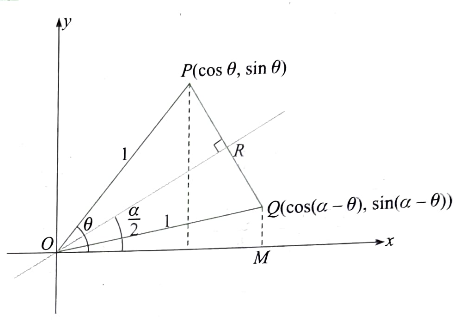 y
P(cos θ, sin θ)
1
R
α/2
θ
1
Q(cos(α − θ), sin(α − θ))
O
x
M